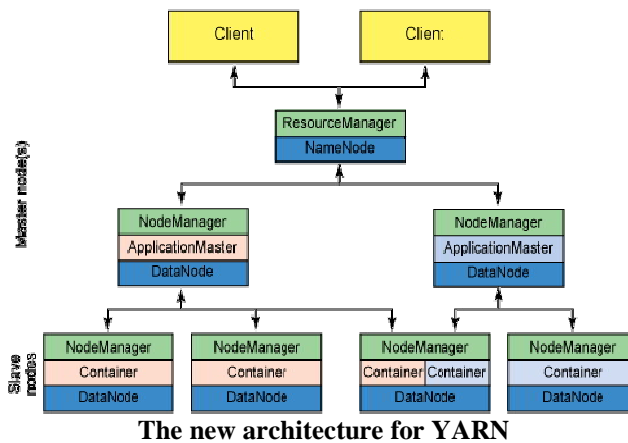 Client
Client
ResourceManager
NameNode
Master node(s)
NodeManager
ApplicationMaster
DataNode
NodeManager
ApplicationMaster
DataNode
Slave
nodes
NodeManager
Container
DataNode
NodeManager
Container
DataNode
NodeManager
Container Container
DataNode
NodeManager
Container
DataNode
The new architecture for YARN